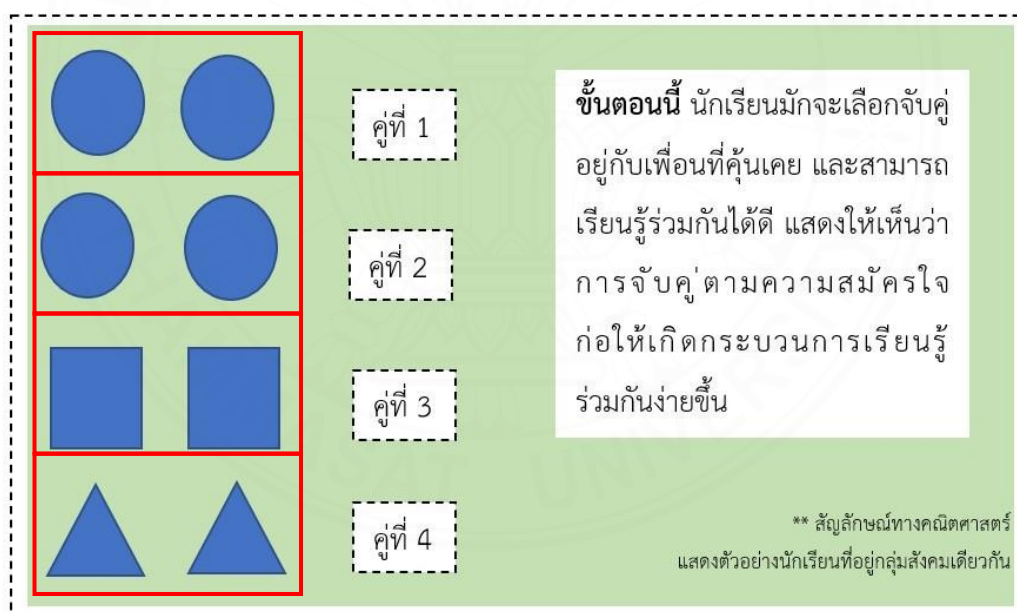 คู่ที่ 1
คู่ที่ 2
คู่ที่ 3
คู่ที่ 4
ขั้นตอนนี้ นักเรียนมักจะเลือกจับคู่
อยู่กับเพื่อนที่คุ้นเคย และสามารถ
เรียนรู้ร่วมกันได้ดี แสดงให้เห็นว่า
การจับคู่ตามความสมัครใจ
ก่อให้เกิดกระบวนการเรียนรู้
ร่วมกันง่ายขึ้น
** สัญลักษณ์ทางคณิตศาสตร์
แสดงตัวอย่างนักเรียนที่อยู่กลุ่มสังคมเดียวกัน